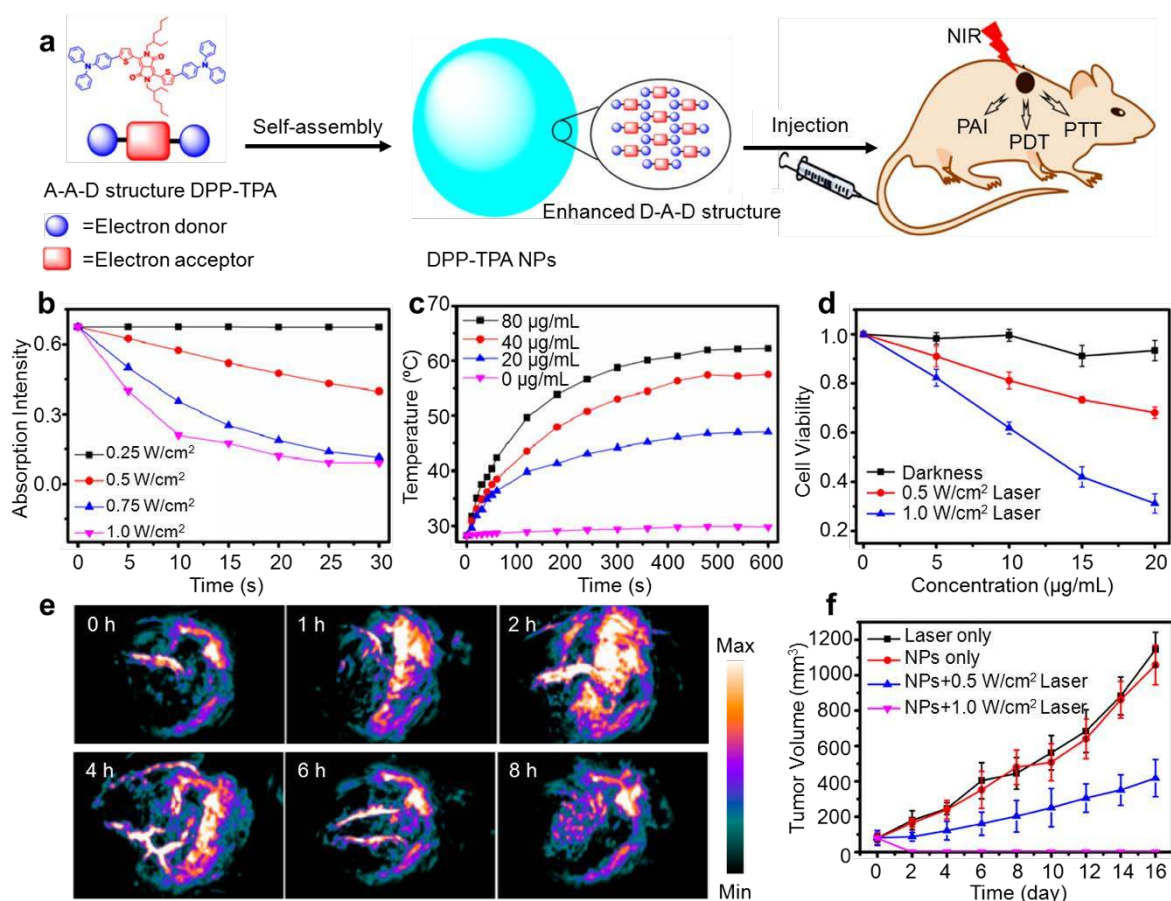 a
N
S
O
N
N
O
S
N
Self-assembly
A-A-D structure DPP-TPA
=Electron donor
=Electron acceptor
DPP-TPA NPs
Enhanced D-A-D structure
Injection
NIR
PAI
PDT
PTT
b
Absorption Intensity
0.6
0.3
0.0
0.25 W/cm²
0.5 W/cm²
0.75 W/cm²
1.0 W/cm²
0 5 10 15 20 25 30
Time (s)
c
Temperature (ºC)
70
60
50
40
30
80 µg/mL
40 µg/mL
20 µg/mL
0 µg/mL
0 100 200 300 400 500 600
Time (s)
d
Cell Viability
1.0
0.8
0.6
0.4
0.2
Darkness
0.5 W/cm² Laser
1.0 W/cm² Laser
0 5 10 15 20
Concentration (µg/mL)
e
0 h
1 h
2 h
4 h
6 h
8 h
Max
Min
f
Tumor Volume (mm³)
1200
1000
800
600
400
200
0
Laser only
NPs only
NPs+0.5 W/cm² Laser
NPs+1.0 W/cm² Laser
0 2 4 6 8 10 12 14 16
Time (day)